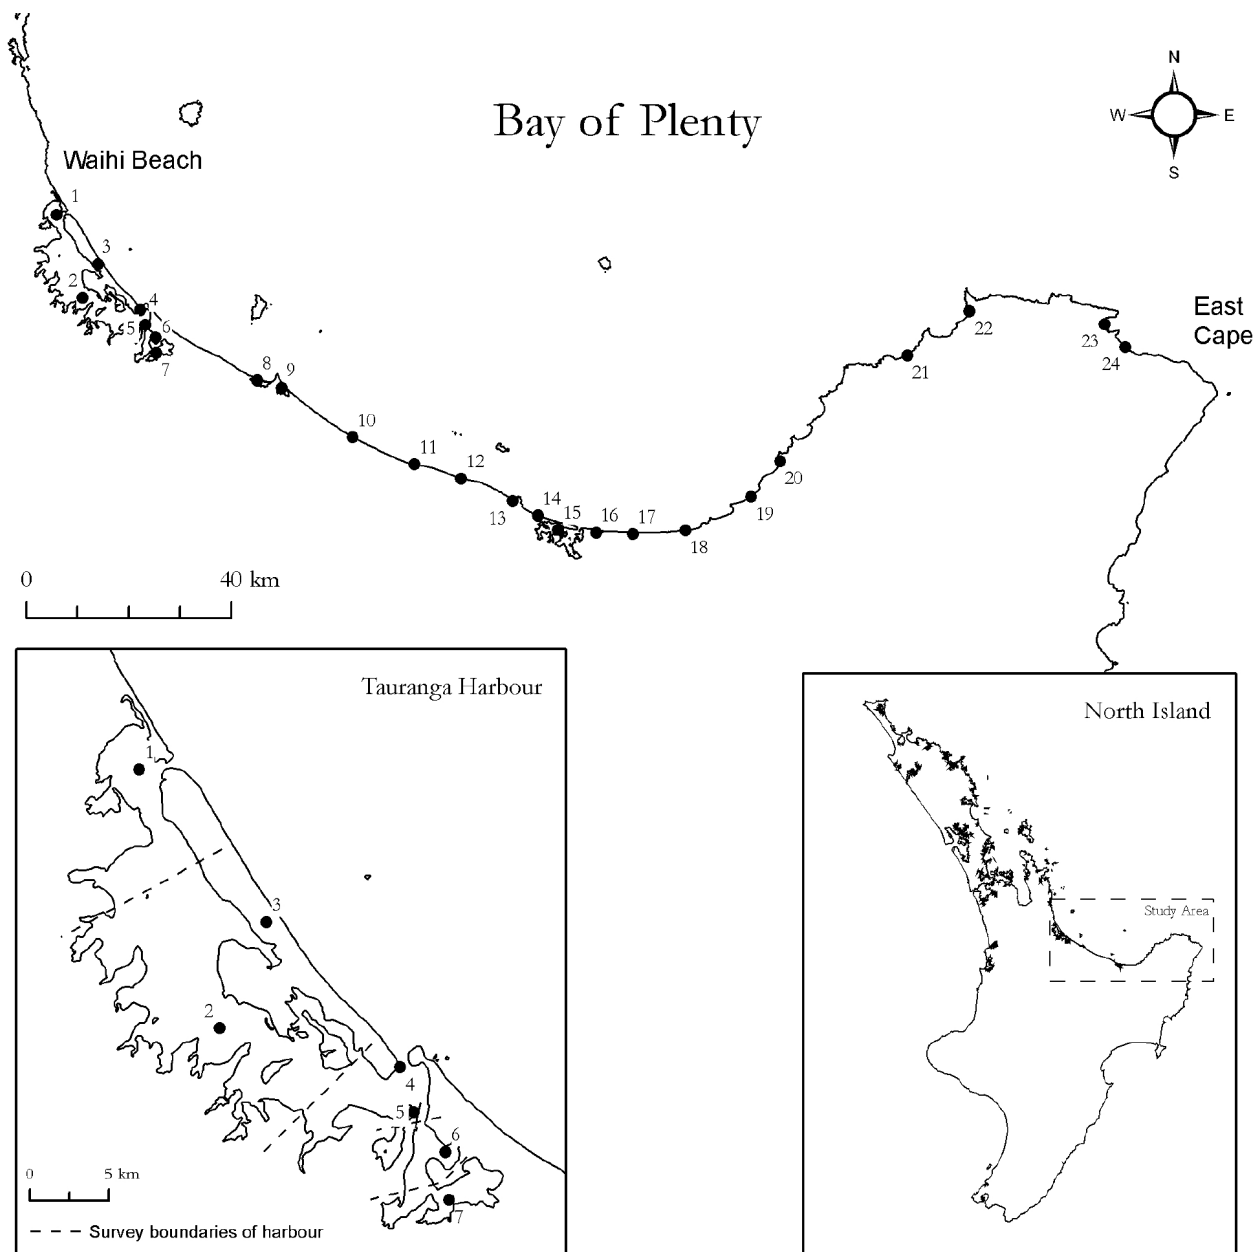 N
Bay of Plenty
W
E
S
Waihi Beach
1
3
2
4
5
6
7
8
9
10
11
12
13
14
15
16
17
18
19
20
21
22
23
24
East
Cape
0
40 km
Tauranga Harbour
1
3
2
4
5
6
7
0
5 km
Survey boundaries of harbour
North Island
Study Area